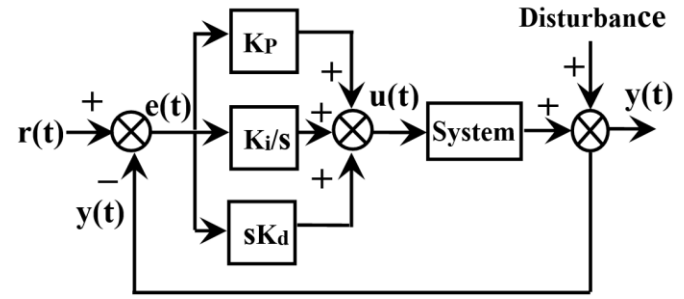 Disturbance
KP
+
+
+
e(t)
u(t)
+
+
y(t)
r(t)
Ki/s
System
−
+
y(t)
sKd